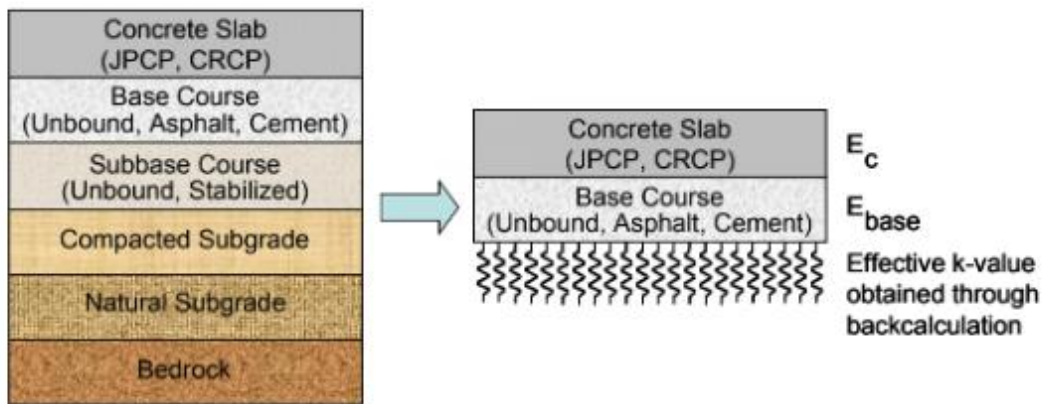 Concrete Slab
(JPCP, CRCP)
Base Course
(Unbound, Asphalt, Cement)
Subbase Course
(Unbound, Stabilized)
Compacted Subgrade
Natural Subgrade
Bedrock
Concrete Slab
(JPCP, CRCP)
Base Course
(Unbound, Asphalt, Cement)
Ec
Ebase
Effective k-value
obtained through
backcalculation